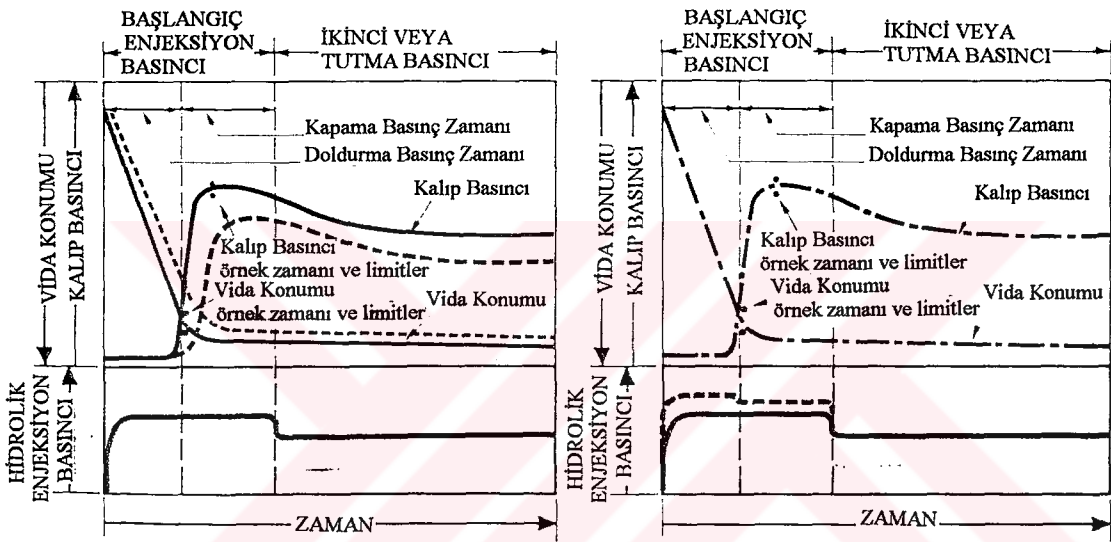 BAŞLANGIÇ
ENJEKSİYON
BASINCI
İKİNCİ VEYA
TUTMA BASINCI
VİDA KONUMU
KALIP BASINCI
Kapama Basınç Zamanı
Doldurma Basınç Zamanı
Kalıp Basıncı
Kalıp Basıncı
örnek zamanı ve limitler
Vida Konumu
örnek zamanı ve limitler
Vida Konumu
HİDROLİK
ENJEKSİYON
BASINCI
ZAMAN
BAŞLANGIÇ
ENJEKSİYON
BASINCI
İKİNCİ VEYA
TUTMA BASINCI
VİDA KONUMU
KALIP BASINCI
Kapama Basınç Zamanı
Doldurma Basınç Zamanı
Kalıp Basıncı
Kalıp Basıncı
örnek zamanı ve limitler
Vida Konumu
örnek zamanı ve limitler
Vida Konumu
HİDROLİK
ENJEKSİYON
BASINCI
ZAMAN